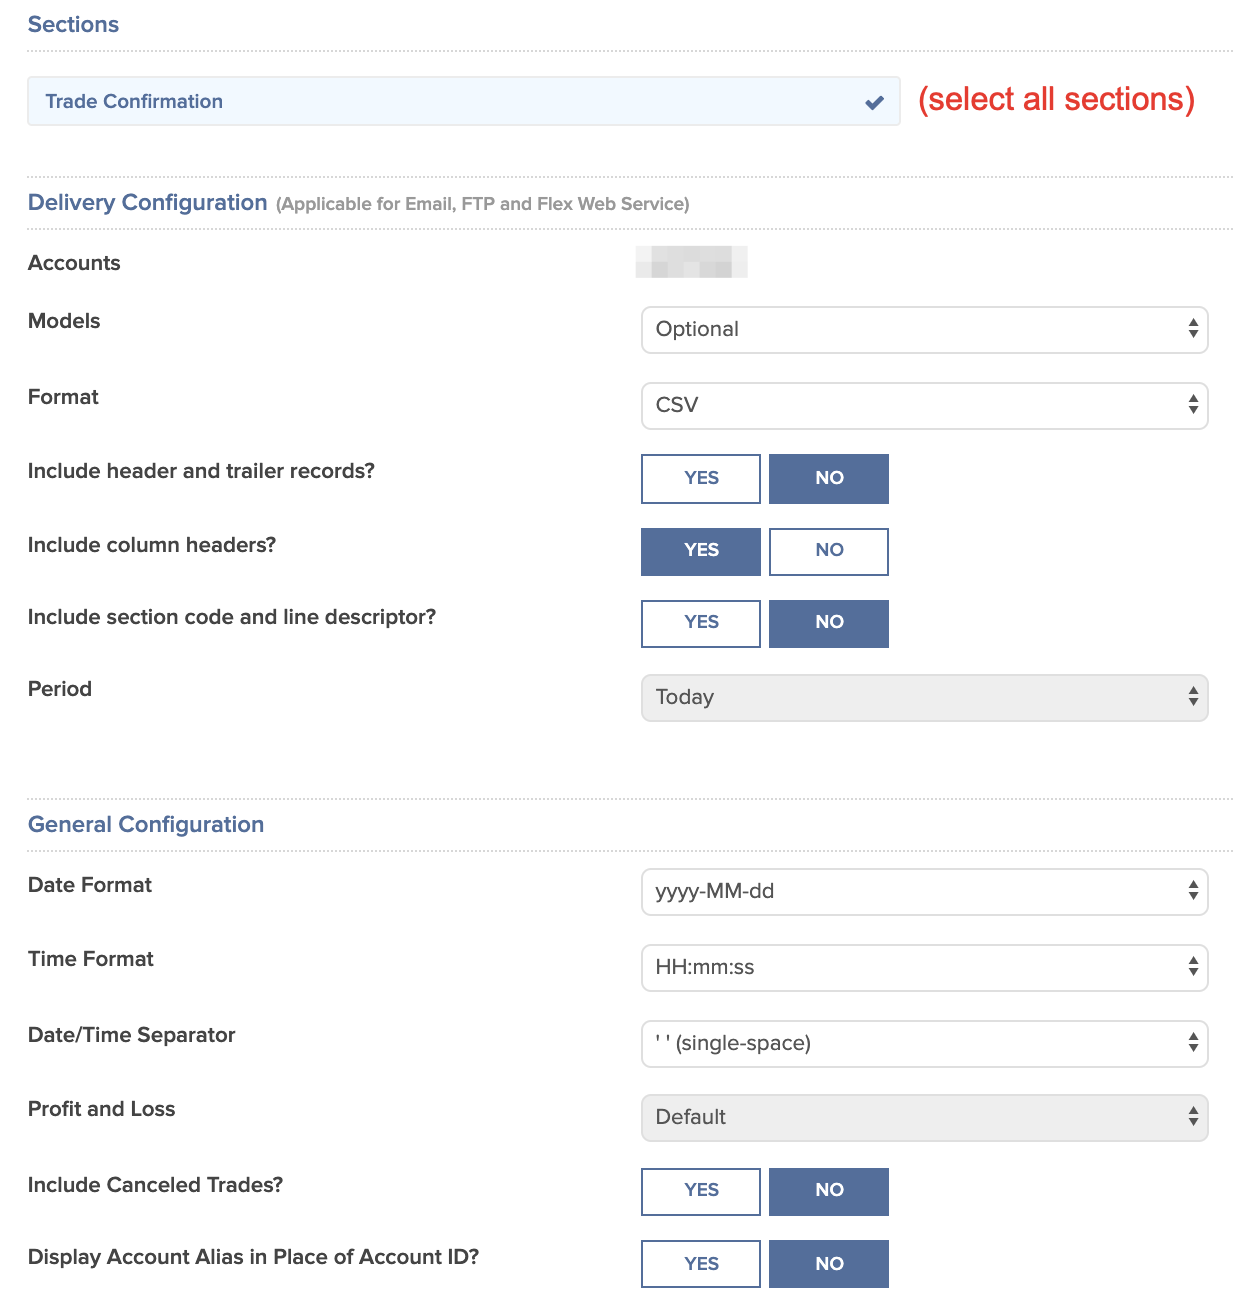 Sections
Trade Confirmation
(select all sections)
Delivery Configuration (Applicable for Email, FTP and Flex Web Service)
Accounts
Models
Optional
Format
CSV
Include header and trailer records?
YES NO
Include column headers?
YES NO
Include section code and line descriptor?
YES NO
Period
Today
General Configuration
Date Format
yyyy-MM-dd
Time Format
HH:mm:ss
Date/Time Separator
' ' (single-space)
Profit and Loss
Default
Include Canceled Trades?
YES NO
Display Account Alias in Place of Account ID?
YES NO